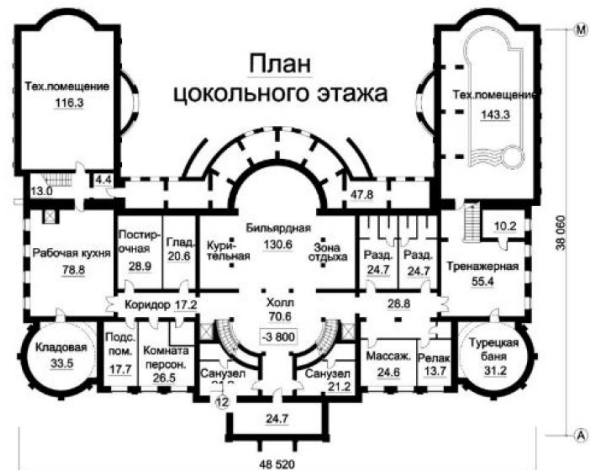 План
цокольного этажа
М
Тех.помещение
116.3
Тех.помещение
143.3
13.0
4.4
47.8
10.2
38 060
Рабочая кухня
78.8
Постир-
рочная
28.9
Глад.
20.6
Бильярдная
130.6
Кури-
тельная
Зона
отдыха
Разд.
24.7
Разд.
24.7
Тренажерная
55.4
Коридор 17.2
Холл
70.6
-3 800
28.8
Кладовая
33.5
Подс.
пом.
17.7
Комната
персон.
26.5
Санузел
Санузел
21.2
Массаж.
24.6
Релак
13.7
Турецкая
баня
31.2
12
24.7
А
48 520